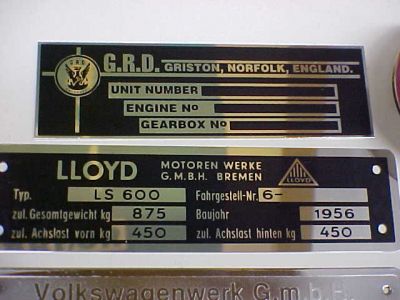 G.R.D.
G.R.D. GRISTON, NORFOLK, ENGLAND.
UNIT NUMBER
ENGINE No
GEARBOX No
LLOYD MOTOREN WERKE
G.M.B.H. BREMEN
LLOYD
Typ. LS 600 Fahrgestell-Nr. 6-
zul. Gesamtgewicht kg 875 Baujahr 1956
zul. Achslast vorn kg 450 zul. Achslast hinten kg 450
Volkswagenwerk G.m.b.H.